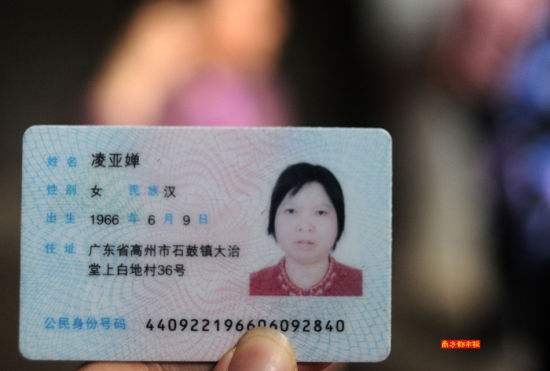 姓名 凌亚婵
性别 女 民族 汉
出生 1966 年 6 月 9 日
住址 广东省高州市石鼓镇大治
堂上白地村36号
公民身份号码 440922196606092840